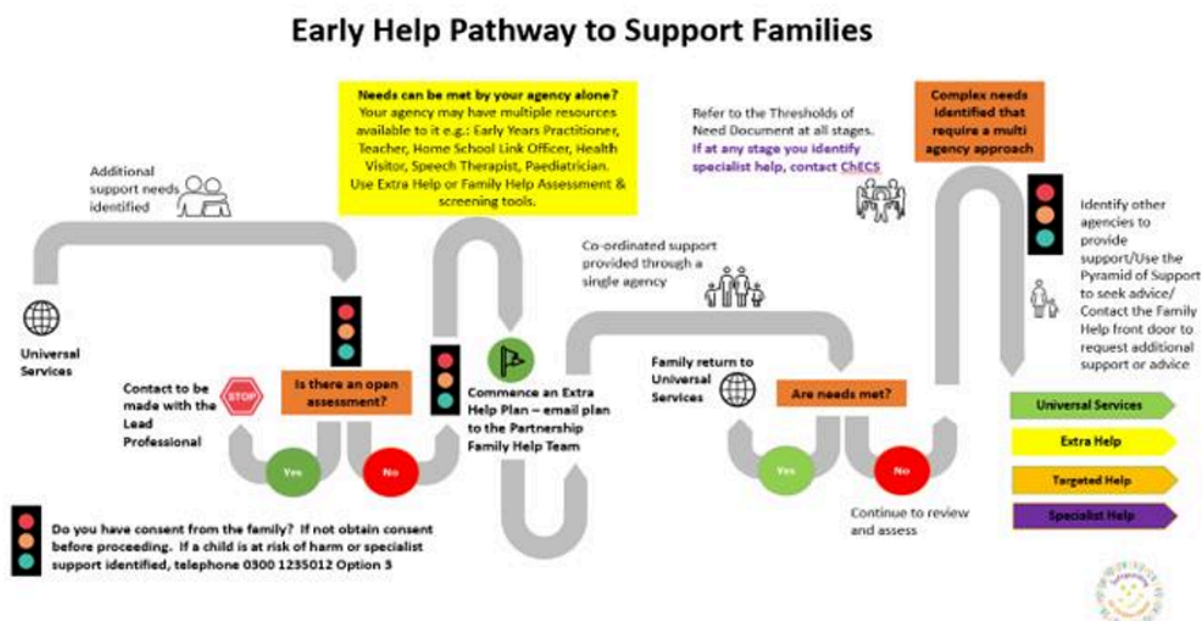 Early Help Pathway to Support Families
Needs can be met by your agency alone?
Your agency may have multiple resources
available to it e.g.: Early Years Practitioner,
Teacher, Home School Link Officer, Health
Visitor, Speech Therapist, Paediatrician.
Use Extra Help or Family Help Assessment &
screening tools.
Refer to the Thresholds of
Need Document at all stages.
If at any stage you identify
specialist help, contact ChECS
Complex needs
identified that
require a multi
agency approach
Additional
support needs
identified
Identify other
agencies to
provide
support/Use the
Pyramid of Support
to seek advice/
Contact the Family
Help front door to
request additional
support or advice
Co-ordinated support
provided through a
single agency
Universal
Services
Contact to be
made with the
Lead
Professional
STOP
Is there an open
assessment?
Yes
No
Commence an Extra
Help Plan – email plan
to the Partnership
Family Help Team
Family return to
Universal
Services
Are needs met?
Yes
No
Continue to review
and assess
Universal Services
Extra Help
Targeted Help
Specialist Help
Do you have consent from the family? If not obtain consent
before proceeding. If a child is at risk of harm or specialist
support identified, telephone 0300 1235012 Option 3